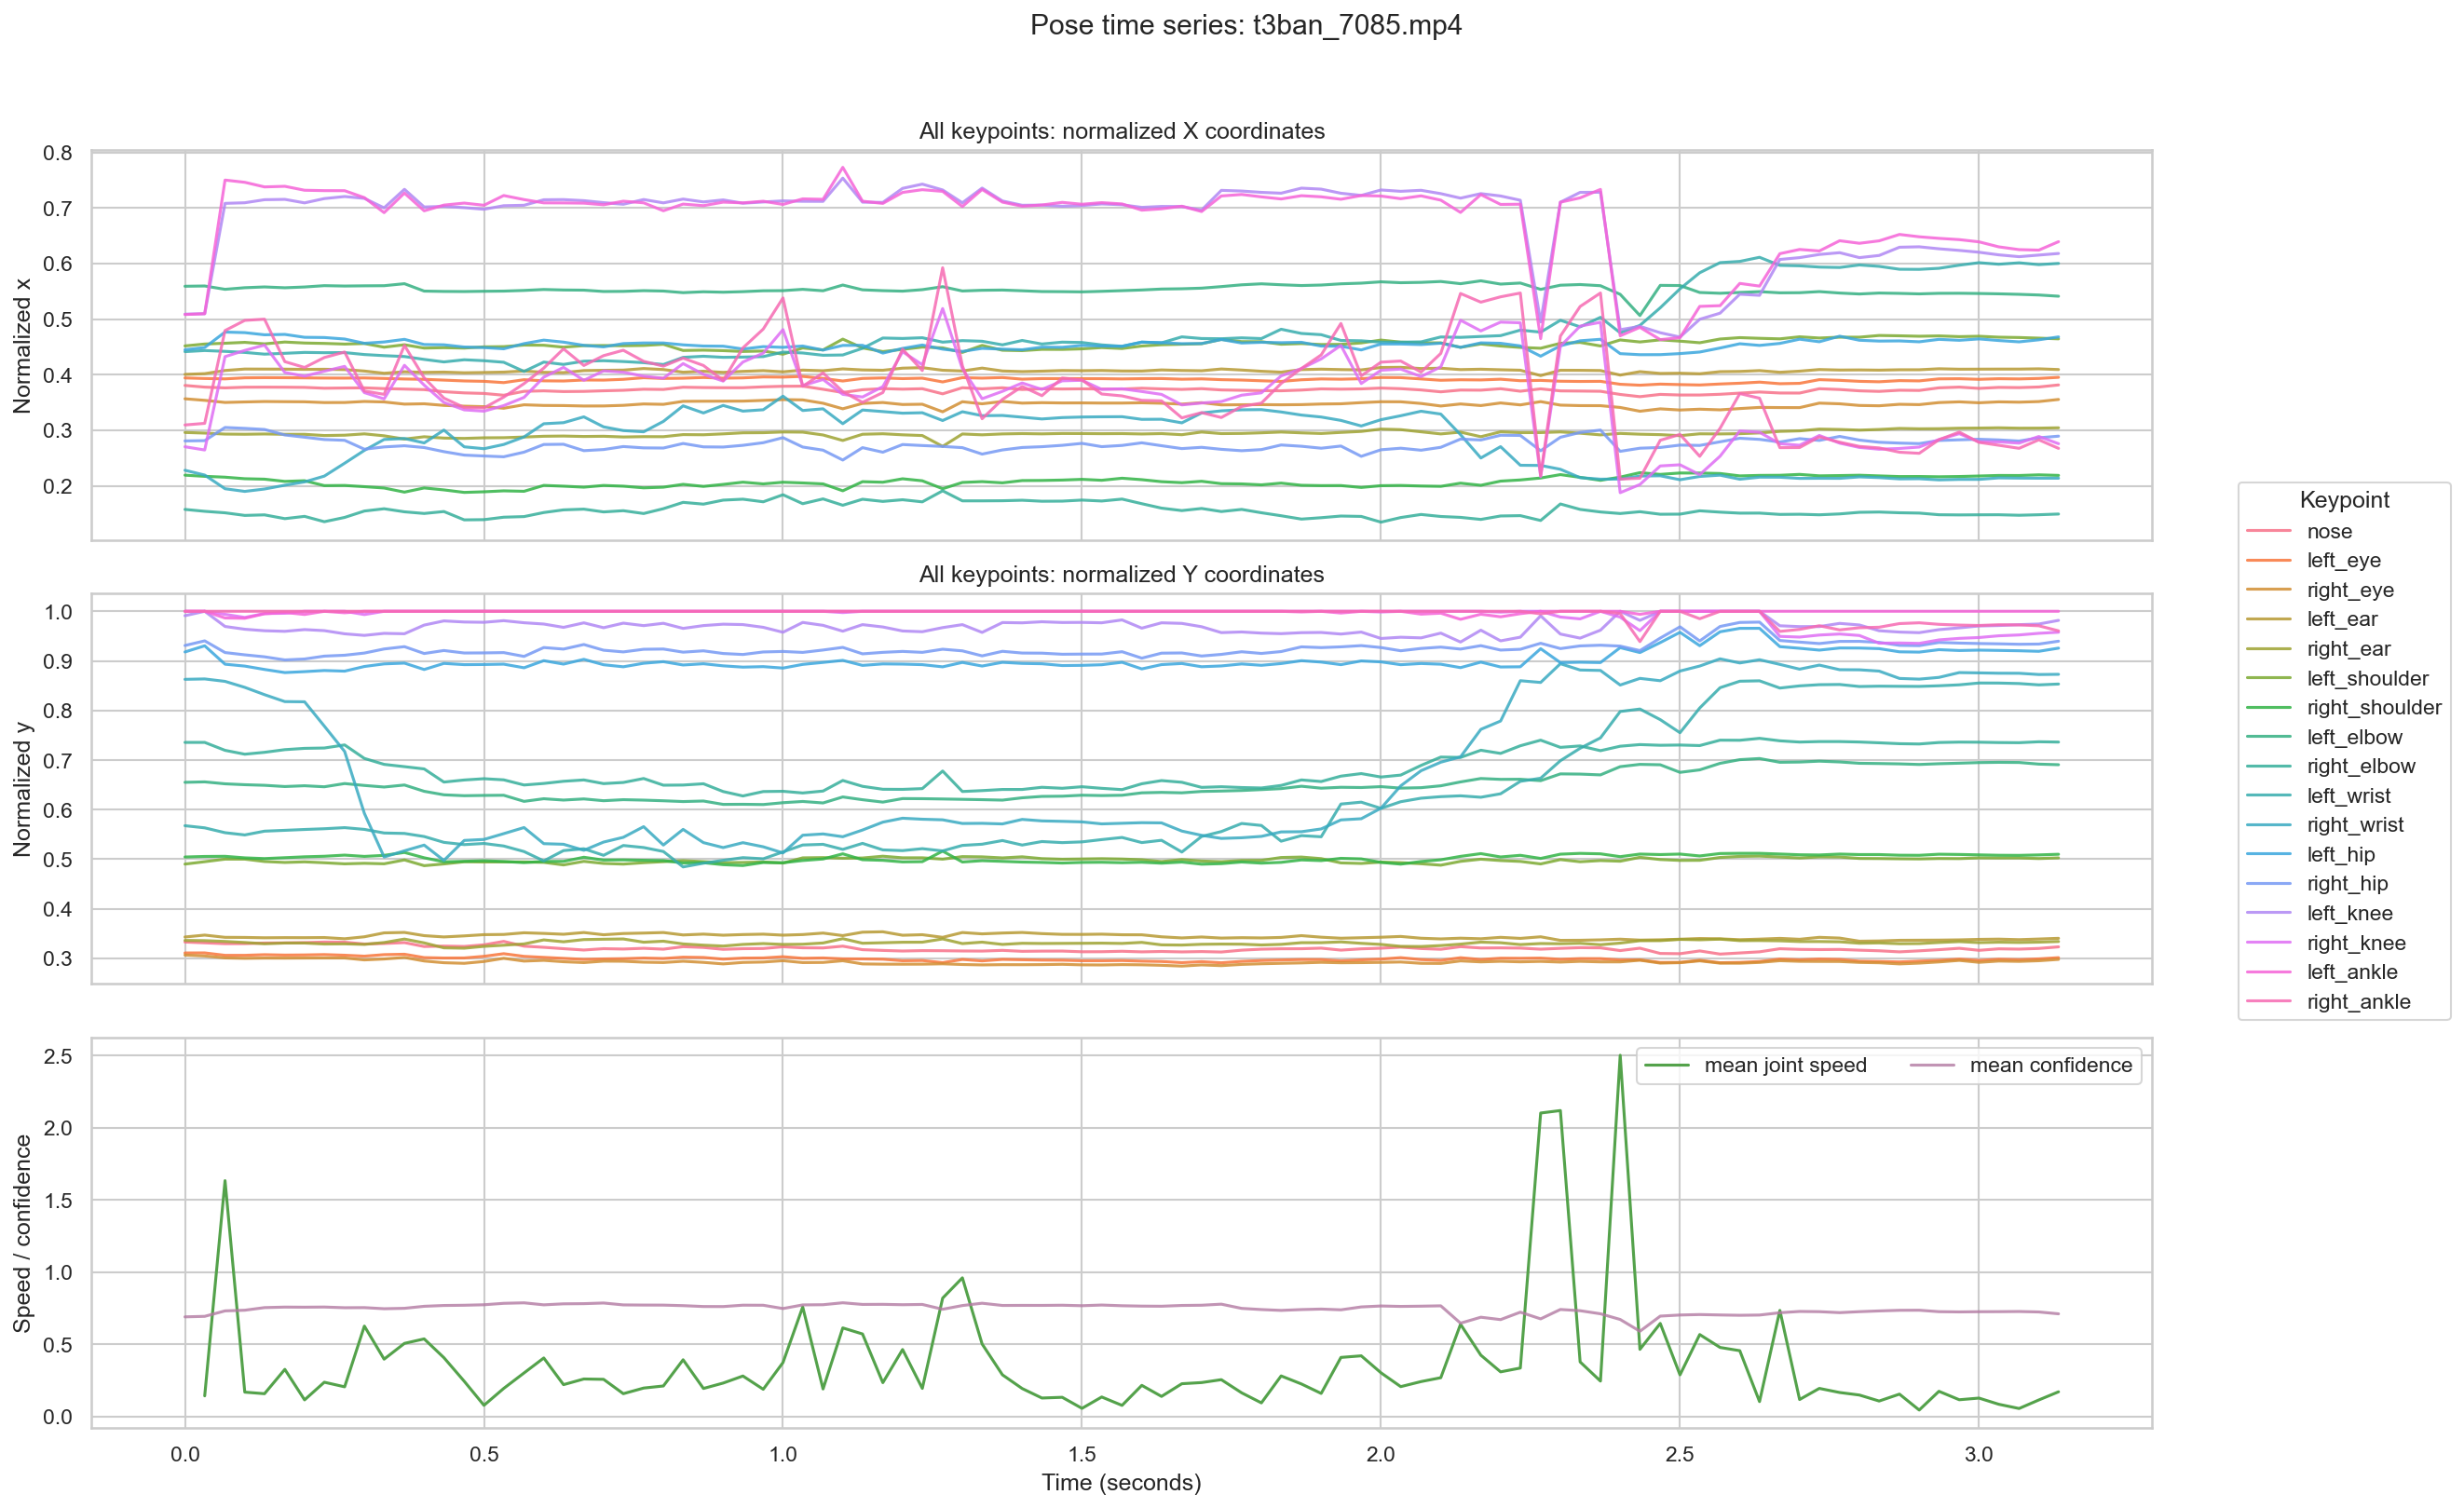 Pose time series: t3ban_7085.mp4
All keypoints: normalized X coordinates
0.8
0.7
0.6
0.5
0.4
0.3
0.2
Normalized x
All keypoints: normalized Y coordinates
1.0
0.9
0.8
0.7
0.6
0.5
0.4
0.3
Normalized y
Keypoint
nose
left_eye
right_eye
left_ear
right_ear
left_shoulder
right_shoulder
left_elbow
right_elbow
left_wrist
right_wrist
left_hip
right_hip
left_knee
right_knee
left_ankle
right_ankle
mean joint speed mean confidence
2.5
2.0
1.5
1.0
0.5
0.0
Speed / confidence
0.0 0.5 1.0 1.5 2.0 2.5 3.0
Time (seconds)